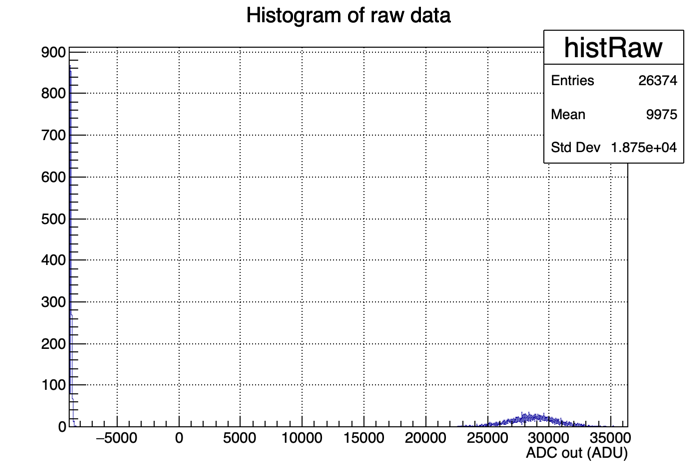 Histogram of raw data
histRaw
Entries 26374
Mean 9975
Std Dev 1.875e+04
900
800
700
600
500
400
300
200
100
0
−5000 0 5000 10000 15000 20000 25000 30000 35000
ADC out (ADU)